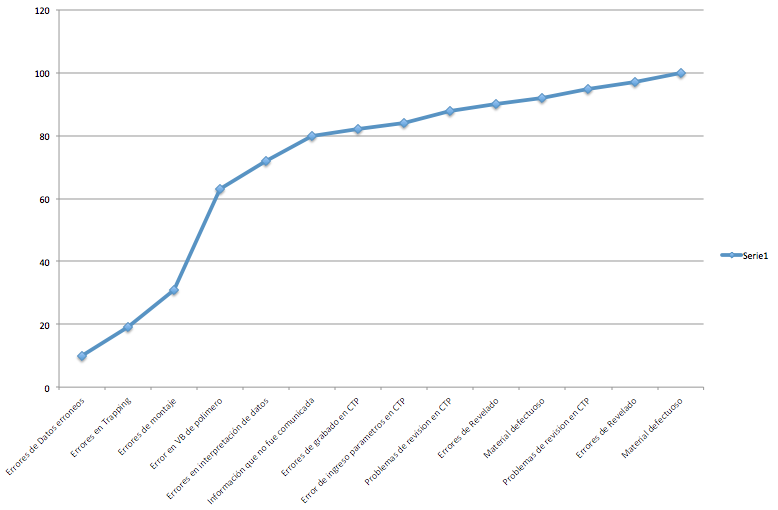 120
100
80
60
40
20
0
Serie1
Errores de Datos erroneos
Errores en Trapping
Errores de montaje
Error en VB de polimero
Errores en interpretación de datos
Información que no fue comunicada
Errores de grabado en CTP
Error de ingreso parametros en CTP
Problemas de revision en CTP
Errores de Revelado
Material defectuoso
Problemas de revision en CTP
Errores de Revelado
Material defectuoso